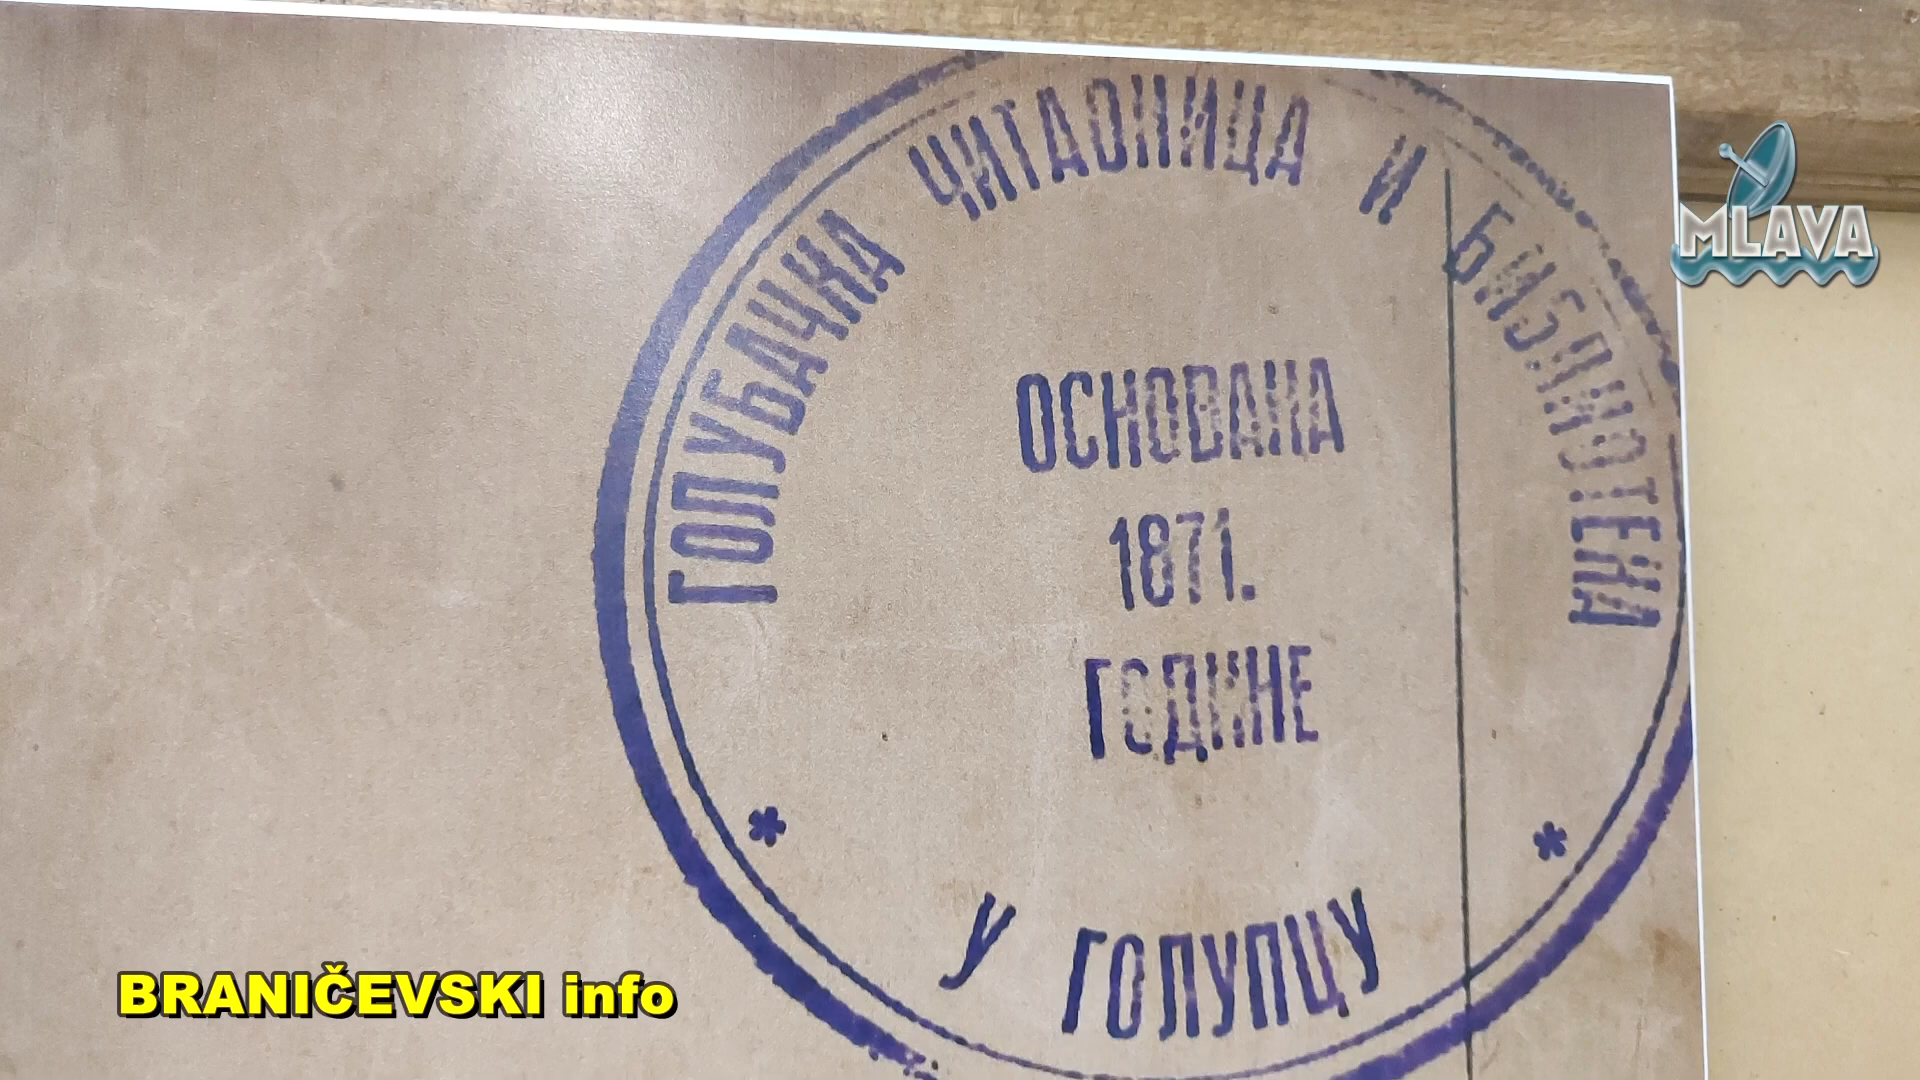 ГОЛУБАЧКА ЧИТАОНИЦА И БИБЛИОТЕКА
ОСНОВАНА
1871.
ГОДИНЕ
* У ГОЛУПЦУ *
MLAVA
BRANIČEVSKI info